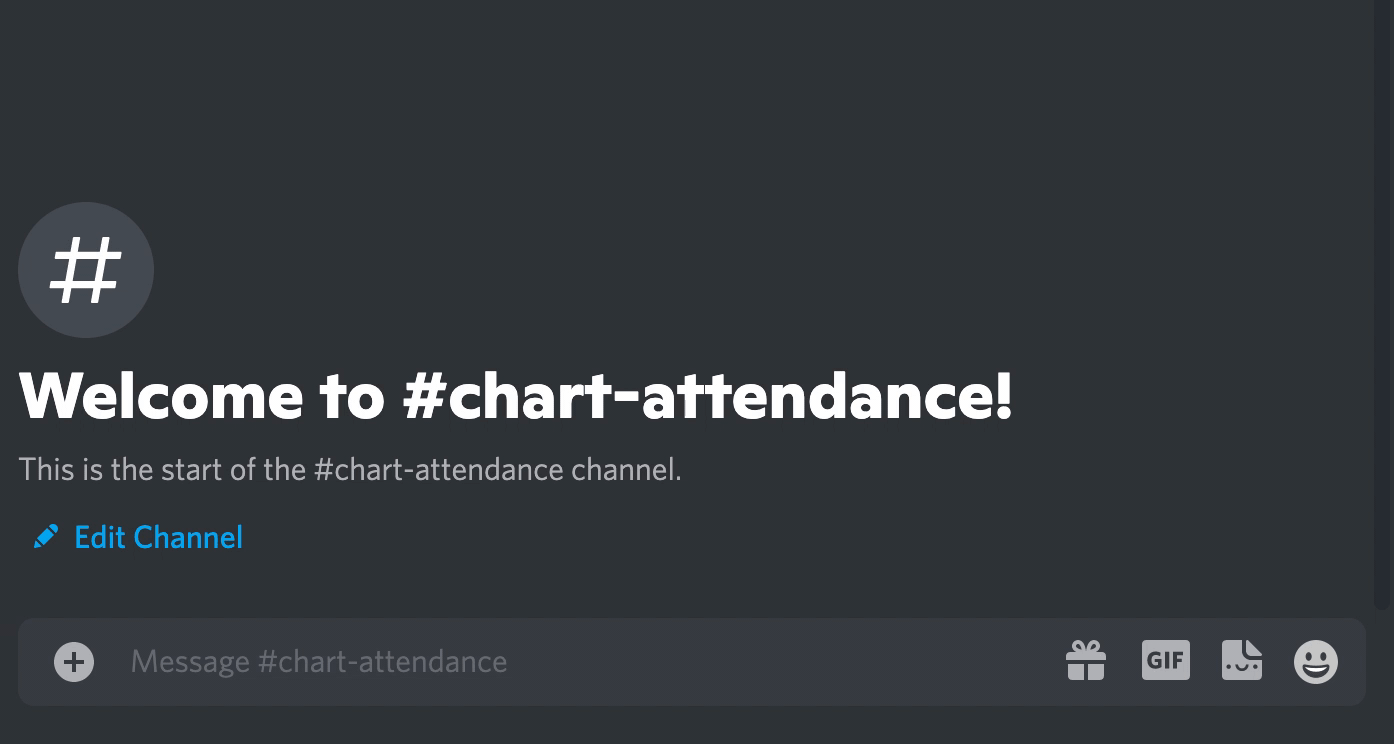 #
Welcome to #chart-attendance!
This is the start of the #chart-attendance channel.
Edit Channel
Message #chart-attendance
GIF